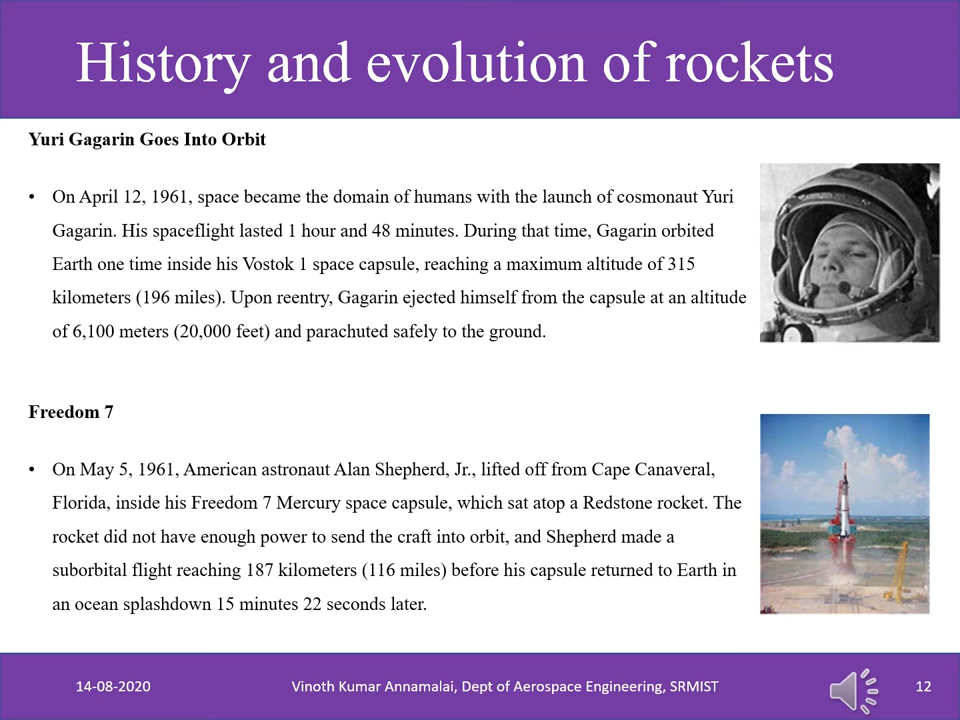 History and evolution of rockets
Yuri Gagarin Goes Into Orbit
• On April 12, 1961, space became the domain of humans with the launch of cosmonaut Yuri
Gagarin. His spaceflight lasted 1 hour and 48 minutes. During that time, Gagarin orbited
Earth one time inside his Vostok 1 space capsule, reaching a maximum altitude of 315
kilometers (196 miles). Upon reentry, Gagarin ejected himself from the capsule at an altitude
of 6,100 meters (20,000 feet) and parachuted safely to the ground.
Freedom 7
• On May 5, 1961, American astronaut Alan Shepherd, Jr., lifted off from Cape Canaveral,
Florida, inside his Freedom 7 Mercury space capsule, which sat atop a Redstone rocket. The
rocket did not have enough power to send the craft into orbit, and Shepherd made a
suborbital flight reaching 187 kilometers (116 miles) before his capsule returned to Earth in
an ocean splashdown 15 minutes 22 seconds later.
14-08-2020 Vinoth Kumar Annamalai, Dept of Aerospace Engineering, SRMIST 12